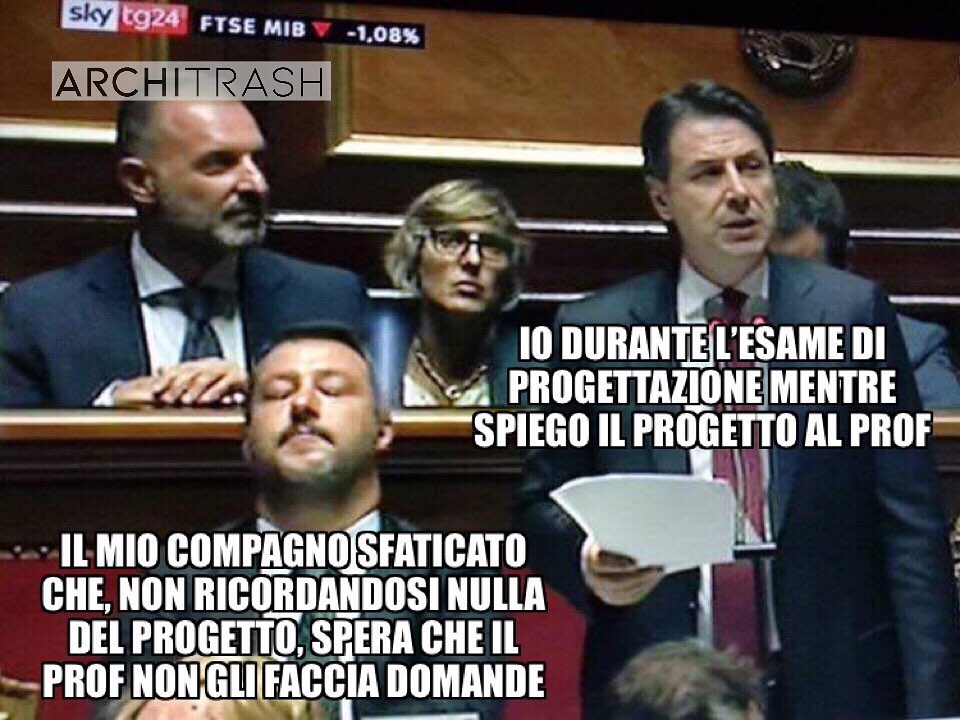 sky tg24 FTSE MIB ▼ -1,08%
ARCHITRASH
IO DURANTE L'ESAME DI
PROGETTAZIONE MENTRE
SPIEGO IL PROGETTO AL PROF
IL MIO COMPAGNO SFATICATO
CHE, NON RICORDANDOSI NULLA
DEL PROGETTO, SPERA CHE IL
PROF NON GLI FACCIA DOMANDE